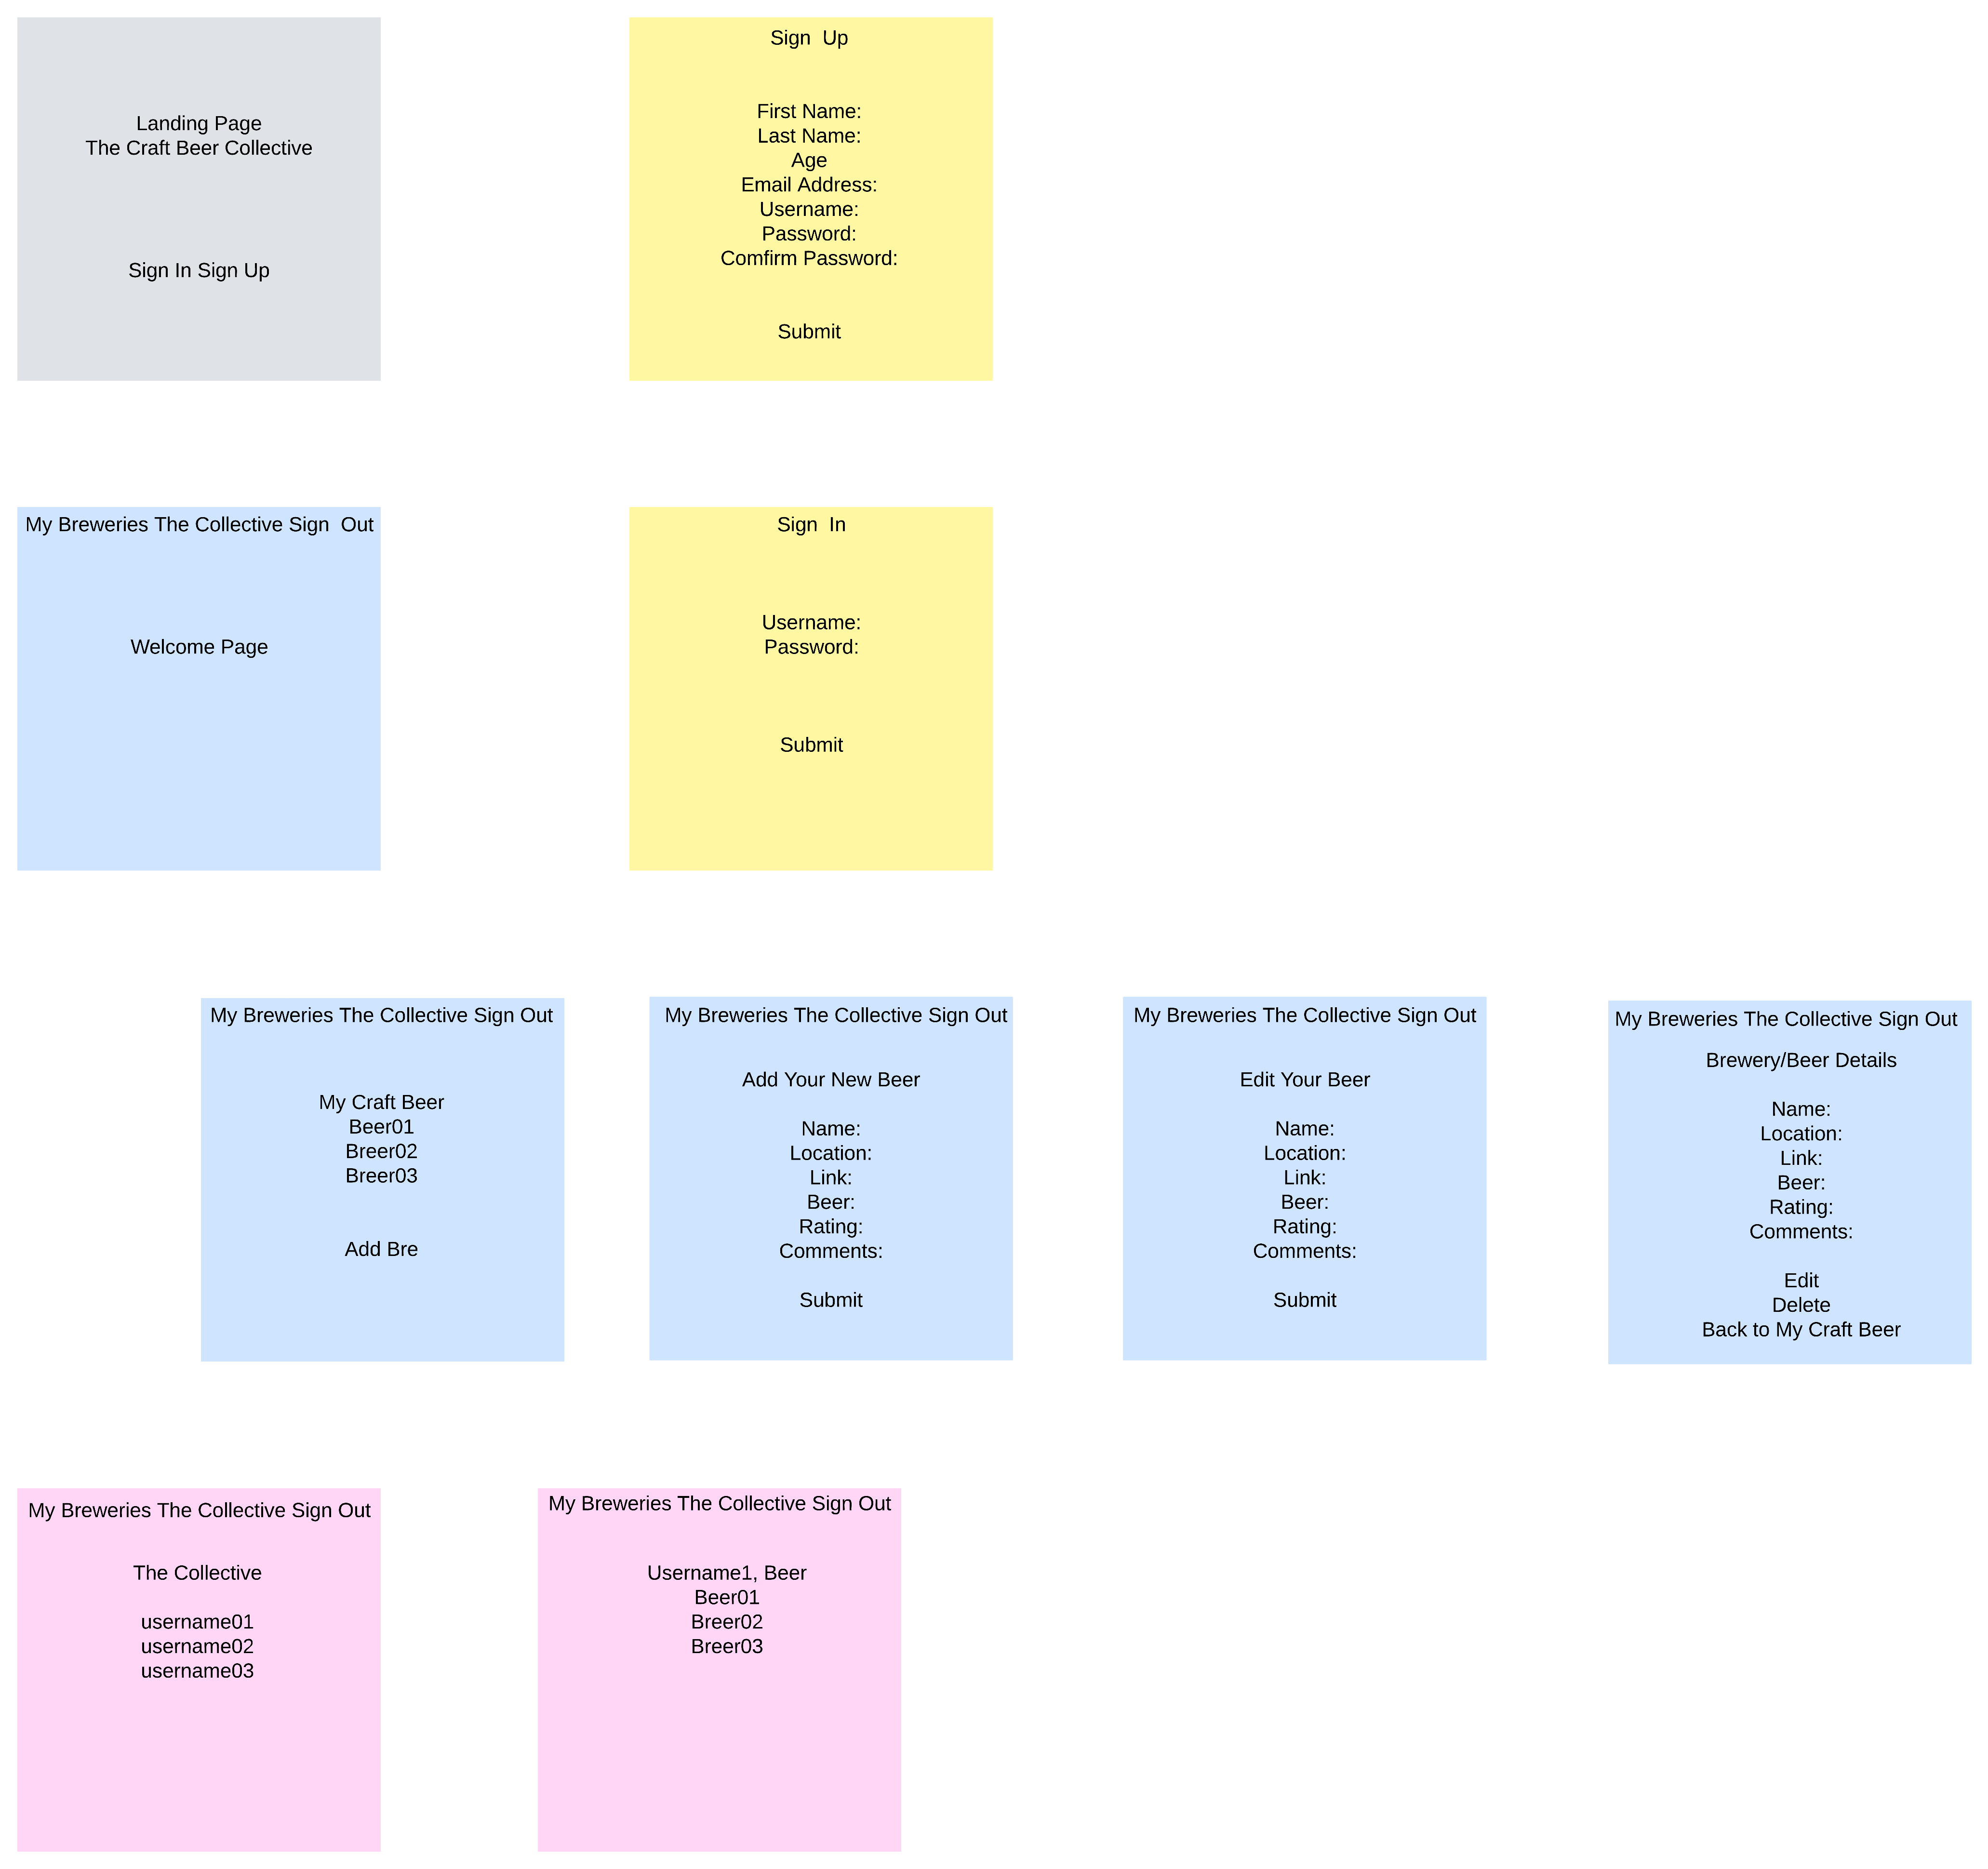 Landing Page
The Craft Beer Collective
Sign In Sign Up
Sign  Up
First Name:
Last Name:
Age
Email Address:
Username:
Password:
Comfirm Password:
Submit
My Breweries The Collective Sign  Out
Welcome Page
Sign  In
Username:
Password:
Submit
My Breweries The Collective Sign Out
My Craft Beer
Beer01
Breer02
Breer03
Add Bre
My Breweries The Collective Sign Out
Add Your New Beer
Name:
Location:
Link:
Beer:
Rating:
Comments:
Submit
My Breweries The Collective Sign Out
Edit Your Beer
Name:
Location:
Link:
Beer:
Rating:
Comments:
Submit
My Breweries The Collective Sign Out
Brewery/Beer Details
Name:
Location:
Link:
Beer:
Rating:
Comments:
Edit
Delete
Back to My Craft Beer
My Breweries The Collective Sign Out
The Collective
username01
username02
username03
My Breweries The Collective Sign Out
Username1, Beer
Beer01
Breer02
Breer03